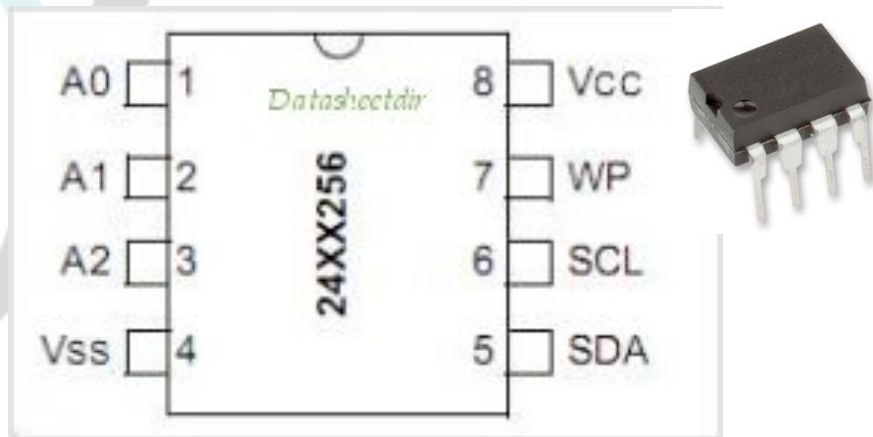 A0 1 8 Vcc
Datasheetdir
A1 2 7 WP
24XX256
A2 3 6 SCL
Vss 4 5 SDA